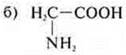 б) H₂C—COOH
NH₂